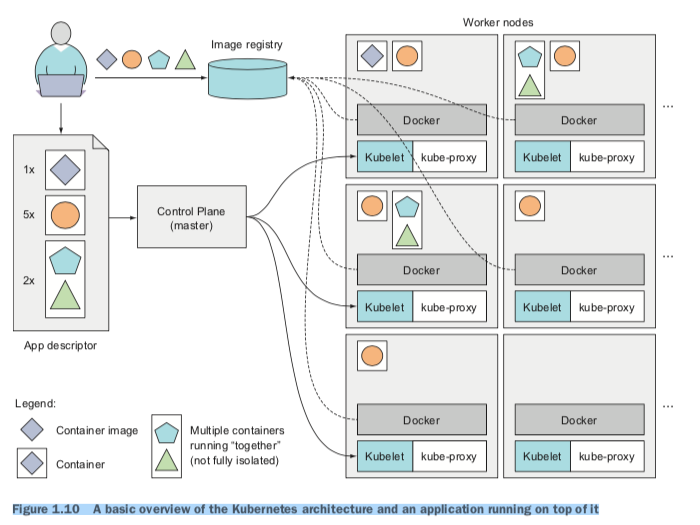 Worker nodes
Image registry
Docker
Kubelet kube-proxy
Docker
Kubelet kube-proxy
...
1x
5x
2x
App descriptor
Control Plane
(master)
Docker
Kubelet kube-proxy
Docker
Kubelet kube-proxy
...
Docker
Kubelet kube-proxy
Docker
Kubelet kube-proxy
...
Legend:
Container image
Container
Multiple containers
running “together”
(not fully isolated)
Figure 1.10 A basic overview of the Kubernetes architecture and an application running on top of it